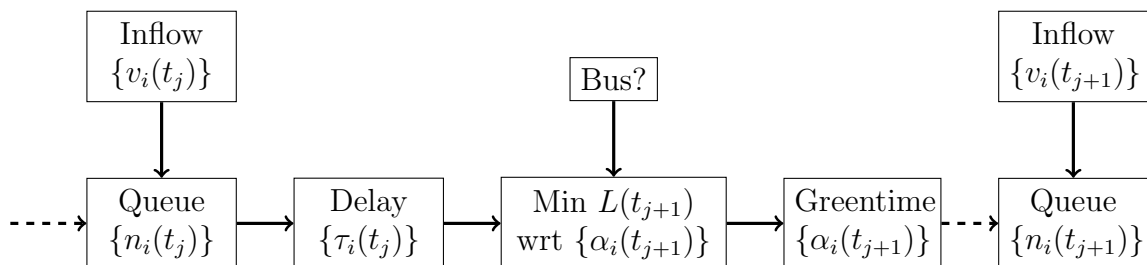 Inflow
{v_i(t_j)}
Bus?
Inflow
{v_i(t_{j+1})}
Queue
{n_i(t_j)}
Delay
{τ_i(t_j)}
Min L(t_{j+1})
wrt {α_i(t_{j+1})}
Greentime
{α_i(t_{j+1})}
Queue
{n_i(t_{j+1})}